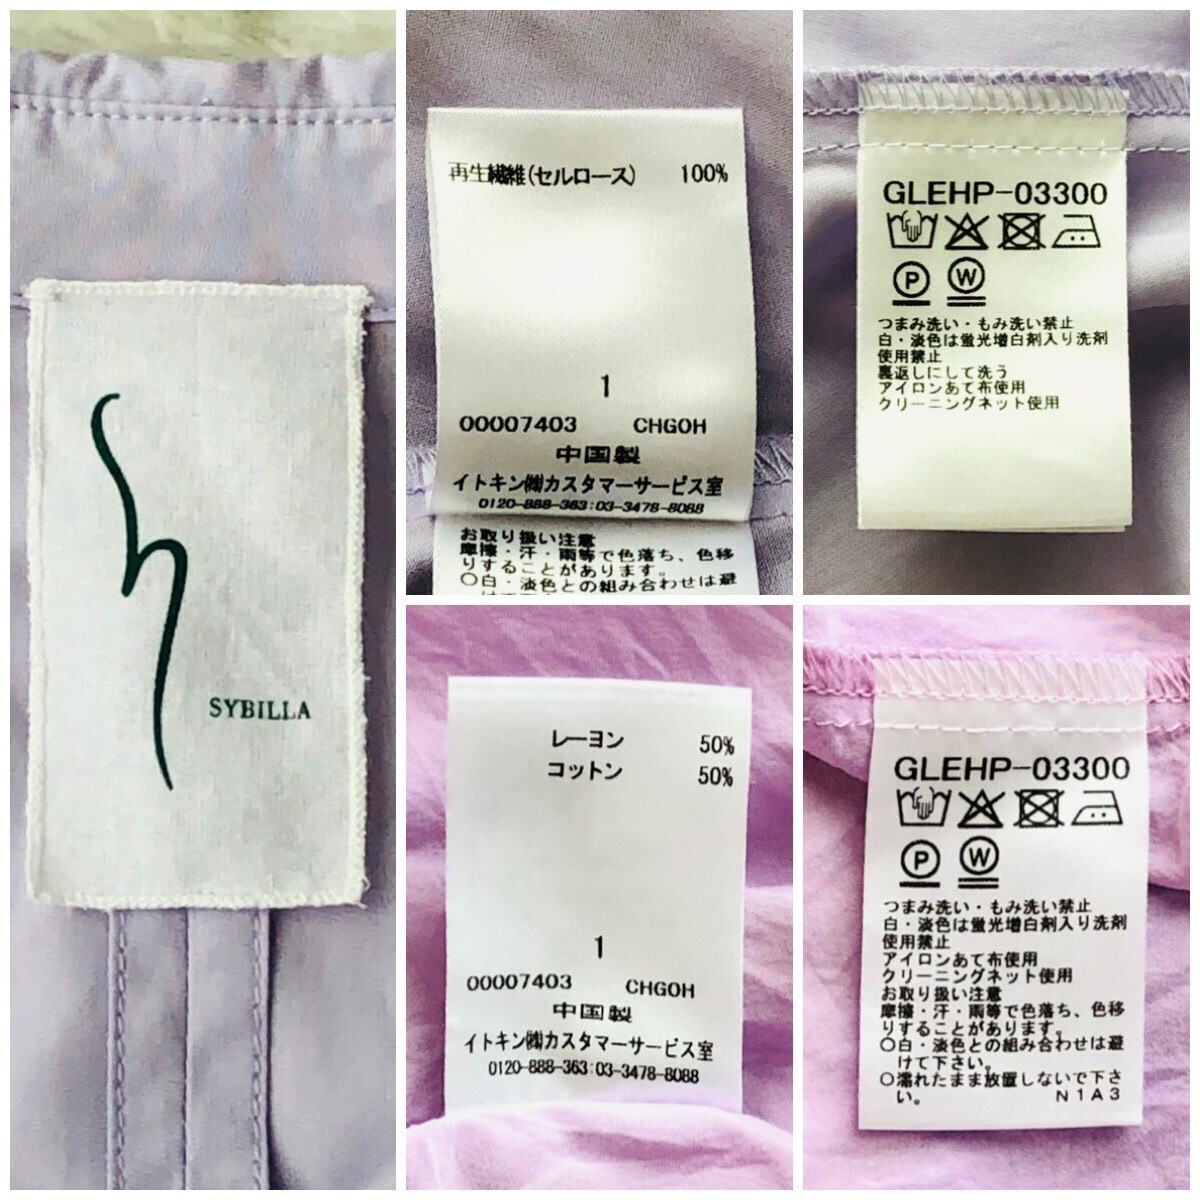 SYBILLA
再生繊維(セルロース) 100%
1
00007403 CHGOH
中国製
イトキン㈱カスタマーサービス室
0120-888-363:03-3478-8088
お取り扱い注意
摩擦・汗・雨等で色落ち、色移
りすることがあります。
○白・淡色との組み合わせは避
GLEHP-03300
P W
つまみ洗い・もみ洗い禁止
白・淡色は蛍光増白剤入り洗剤
使用禁止
裏返しにして洗う
アイロンあて布使用
クリーニングネット使用
レーヨン 50%
コットン 50%
1
00007403 CHGOH
中国製
イトキン㈱カスタマーサービス室
0120-888-363:03-3478-8088
GLEHP-03300
P W
つまみ洗い・もみ洗い禁止
白・淡色は蛍光増白剤入り洗剤
使用禁止
アイロンあて布使用
クリーニングネット使用
お取り扱い注意
摩擦・汗・雨等で色落ち、色移
りすることがあります。
○白・淡色との組み合わせは避
けて下さい。
○濡れたまま放置しないで下さ
い。 N1A3